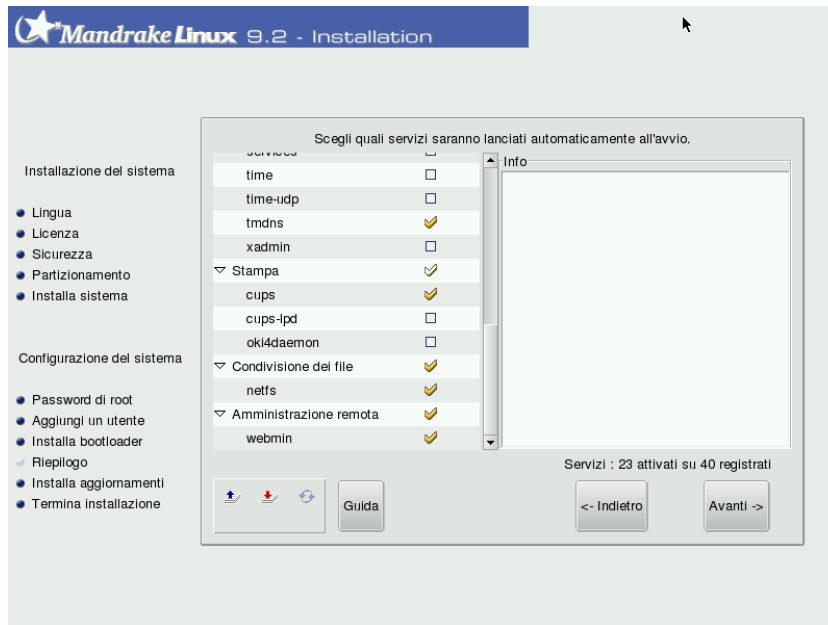 Mandrake Linux 9.2 - Installation
Scegli quali servizi saranno lanciati automaticamente all'avvio.
Installazione del sistema
Lingua
Licenza
Sicurezza
Partizionamento
Installa sistema
Configurazione del sistema
Password di root
Aggiungi un utente
Installa bootloader
Riepilogo
Installa aggiornamenti
Termina installazione
services
time
time-udp
tmdns
xadmin
Stampa
cups
cups-lpd
oki4daemon
Condivisione dei file
netfs
Amministrazione remota
webmin
Info
Servizi : 23 attivati su 40 registrati
Guida
<- Indietro
Avanti ->